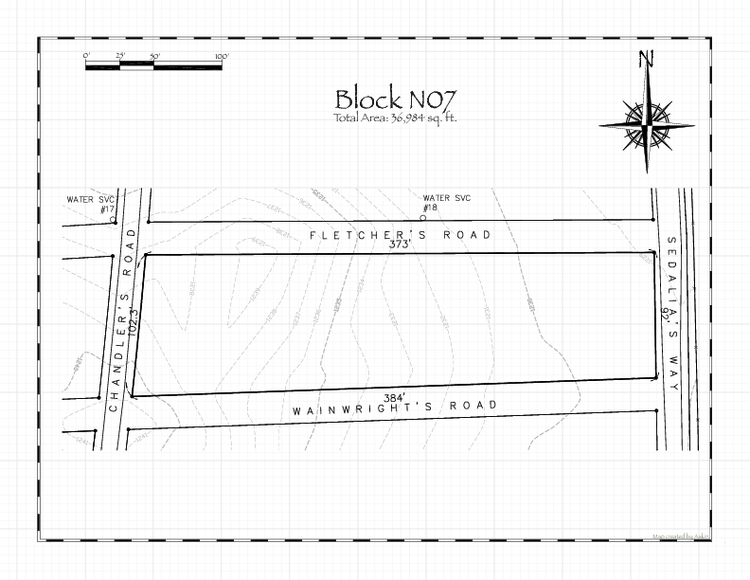 0' 25' 50' 100'
N
Block N07
Total Area: 36,984 sq. ft.
WATER SVC
#17
WATER SVC
#18
FLETCHER'S ROAD
373'
CHANDLER'S ROAD
102.3'
SEDALIA'S WAY
92'
384'
WAINWRIGHT'S ROAD
Map created by